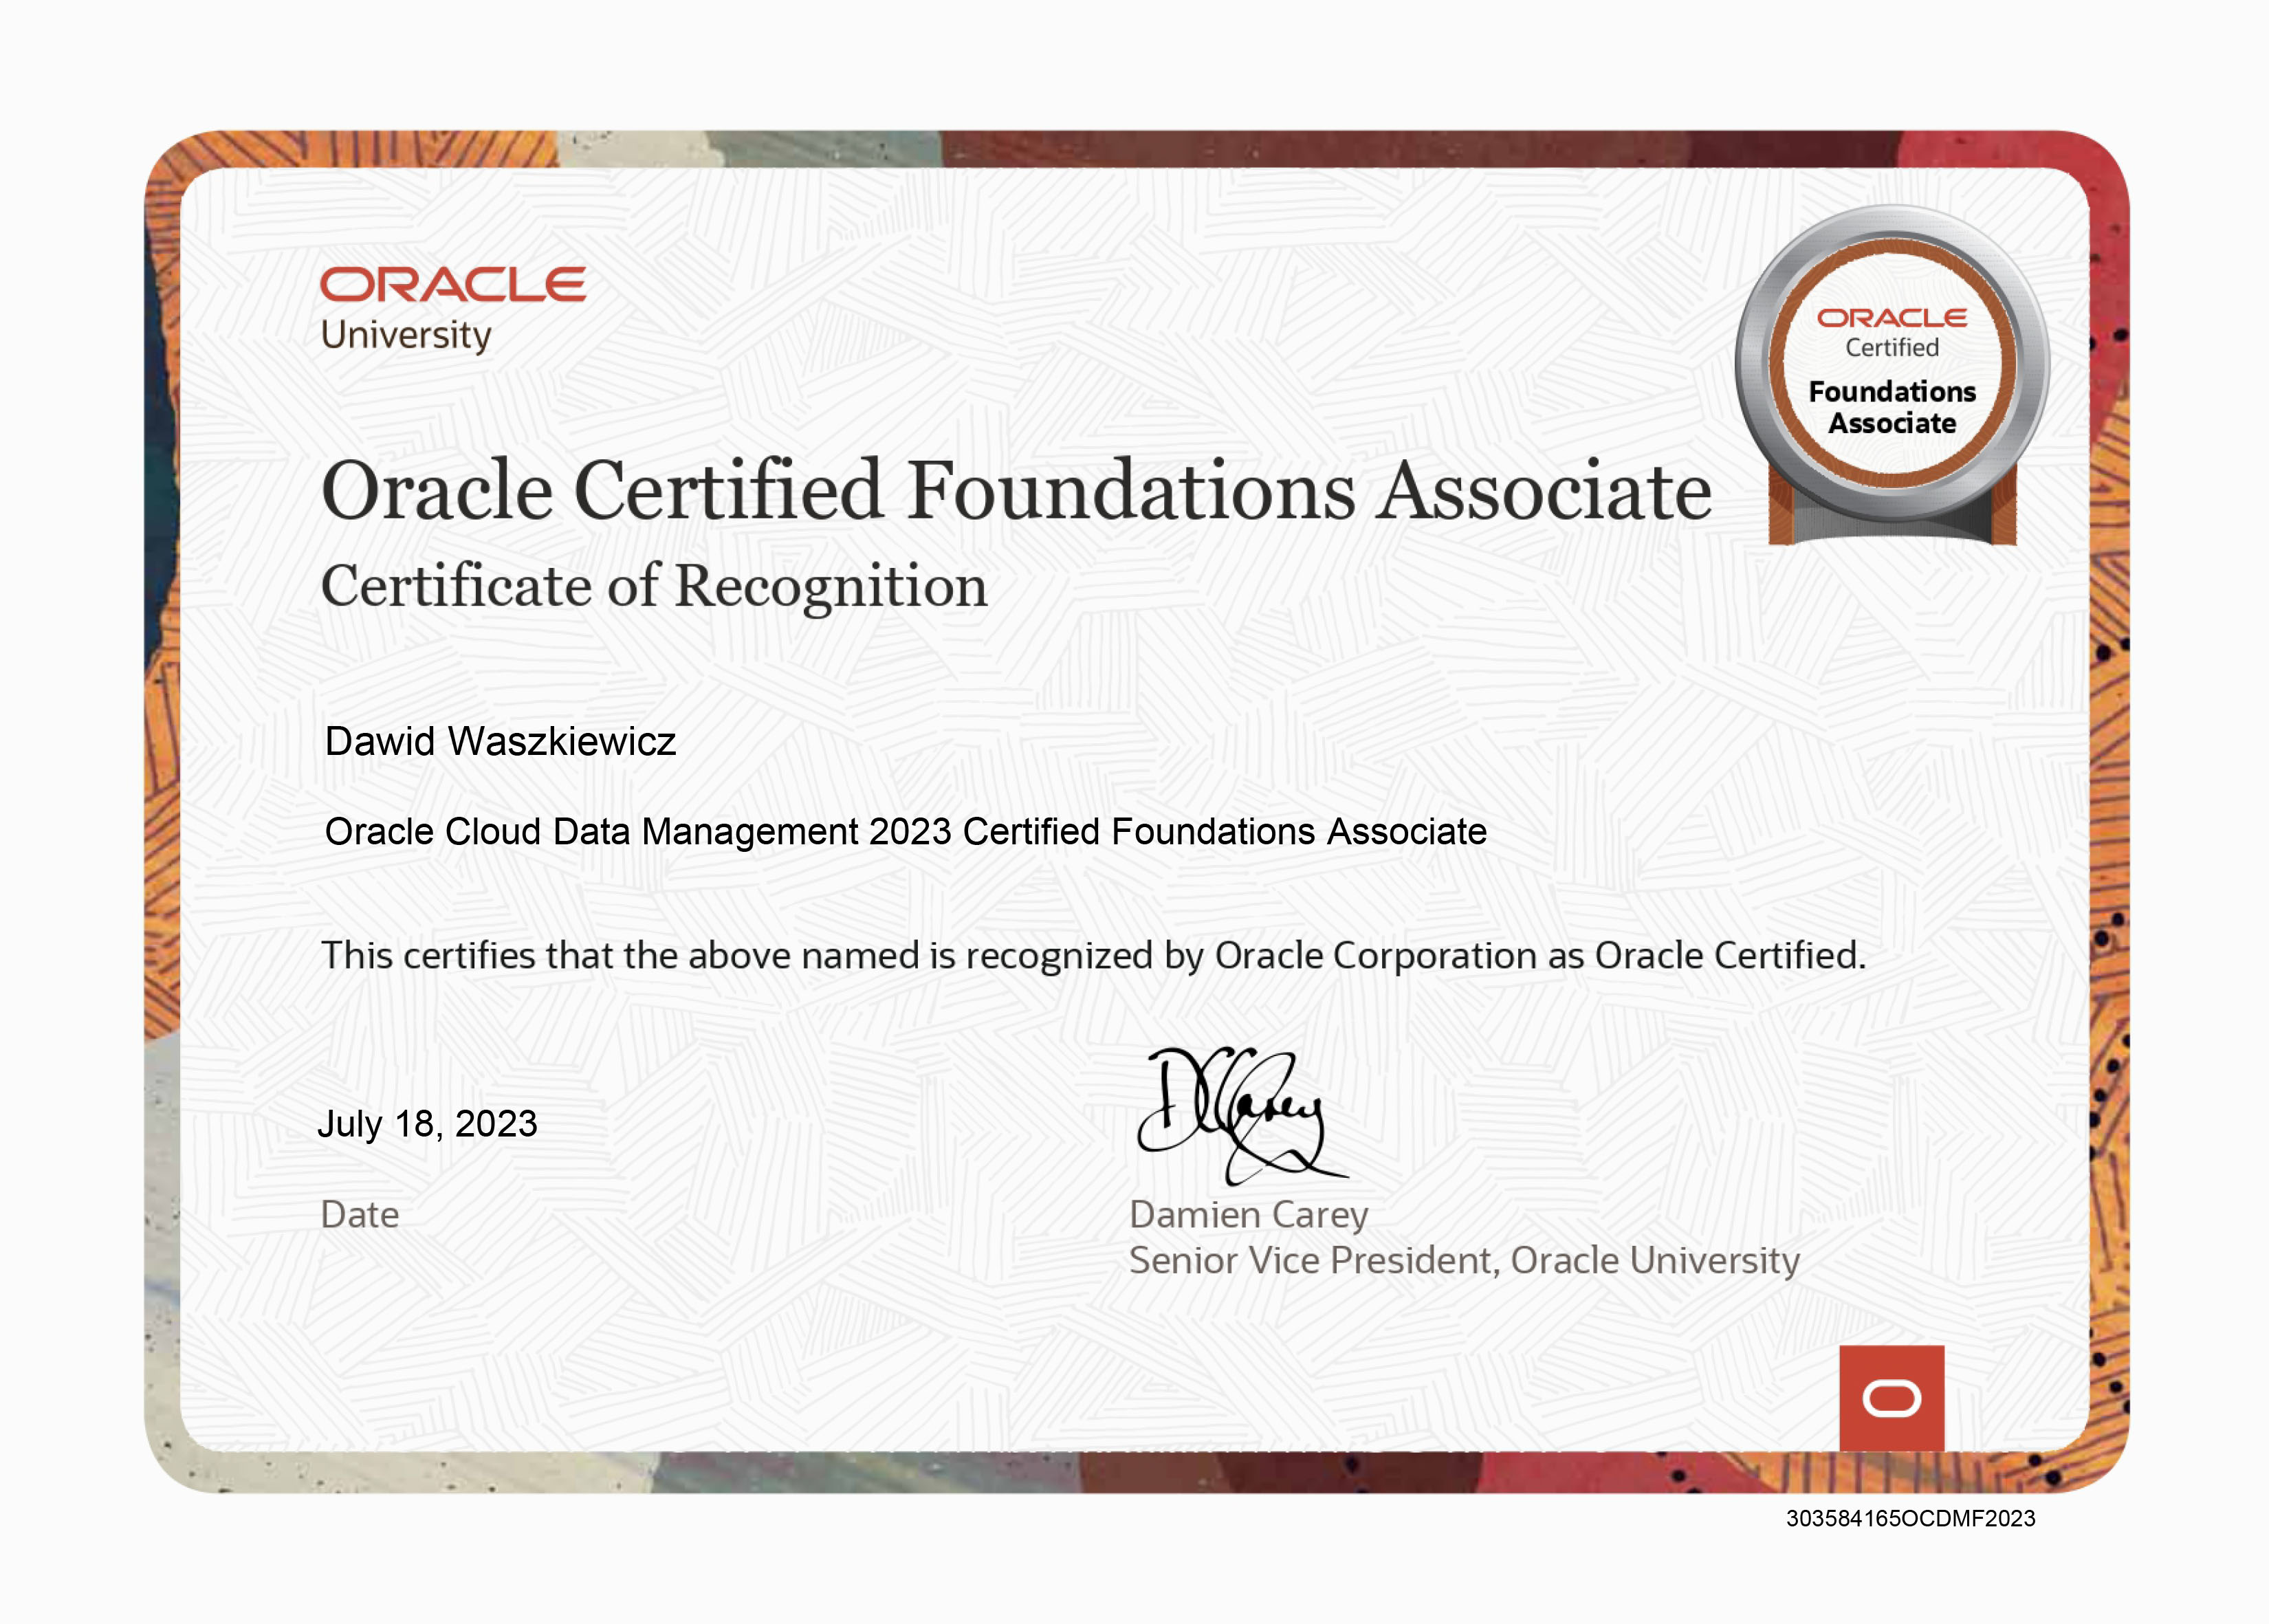 ORACLE
University
ORACLE
Certified
Foundations
Associate
Oracle Certified Foundations Associate
Certificate of Recognition
Dawid Waszkiewicz
Oracle Cloud Data Management 2023 Certified Foundations Associate
This certifies that the above named is recognized by Oracle Corporation as Oracle Certified.
July 18, 2023
DCarey
Date
Damien Carey
Senior Vice President, Oracle University
303584165OCDMF2023